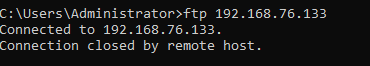 C:\Users\Administrator>ftp 192.168.76.133
Connected to 192.168.76.133.
Connection closed by remote host.